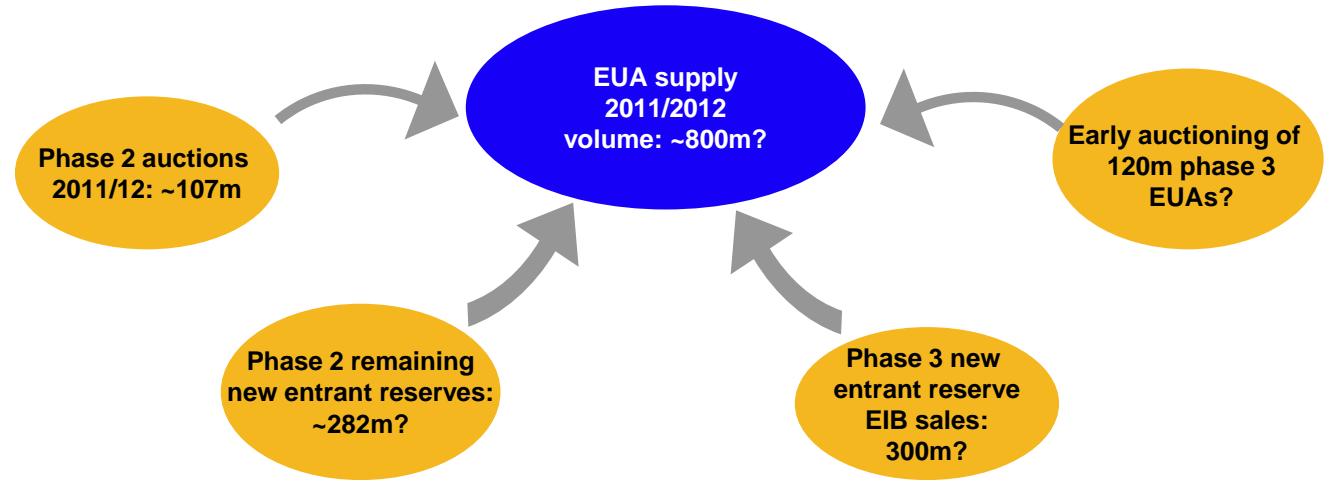 EUA supply
2011/2012
volume: ~800m?
Phase 2 auctions
2011/12: ~107m
Early auctioning of
120m phase 3
EUAs?
Phase 2 remaining
new entrant reserves:
~282m?
Phase 3 new
entrant reserve
EIB sales:
300m?